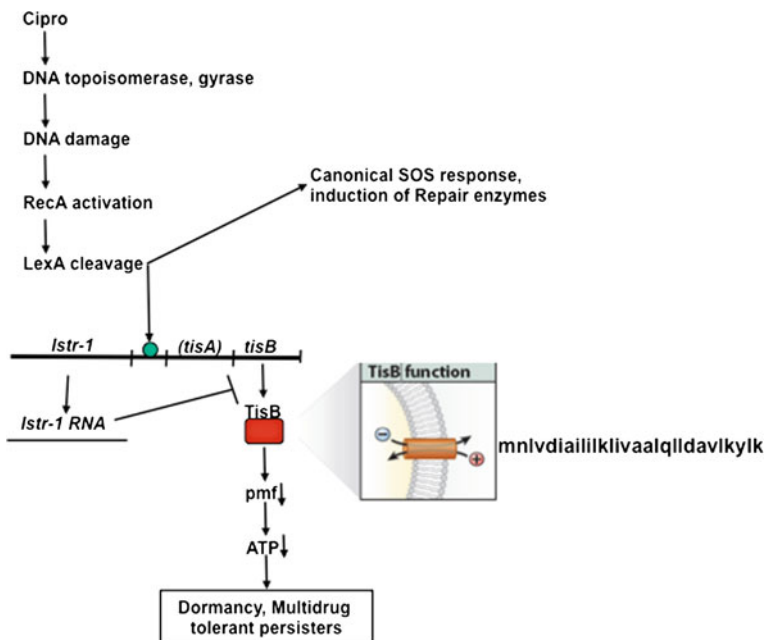 Cipro
DNA topoisomerase, gyrase
DNA damage
RecA activation
LexA cleavage
Canonical SOS response,
induction of Repair enzymes
Istr-1 (tisA) tisB
Istr-1 RNA
TisB
TisB function
−
+
mnlvdiailililklivaalqlldavlkylk
pmf
ATP
Dormancy, Multidrug
tolerant persisters